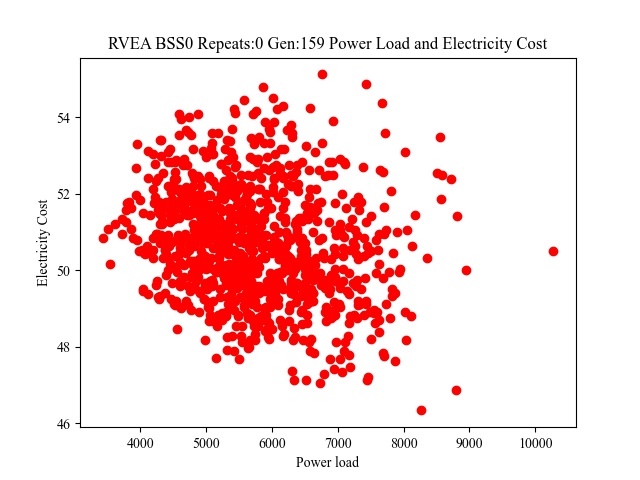 RVEA BSS0 Repeats:0 Gen:159 Power Load and Electricity Cost
54
52
50
48
46
Electricity Cost
4000 5000 6000 7000 8000 9000 10000
Power load